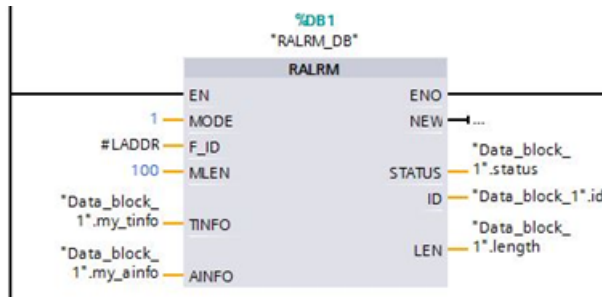 %DB1
"RALRM_DB"
RALRM
EN ENO
1 MODE NEW ...
#LADDR F_ID
100 MLEN STATUS "Data_block_
1".status
ID "Data_block_1".id
"Data_block_
1".my_tinfo TINFO
LEN "Data_block_
1".length
"Data_block_
1".my_ainfo AINFO